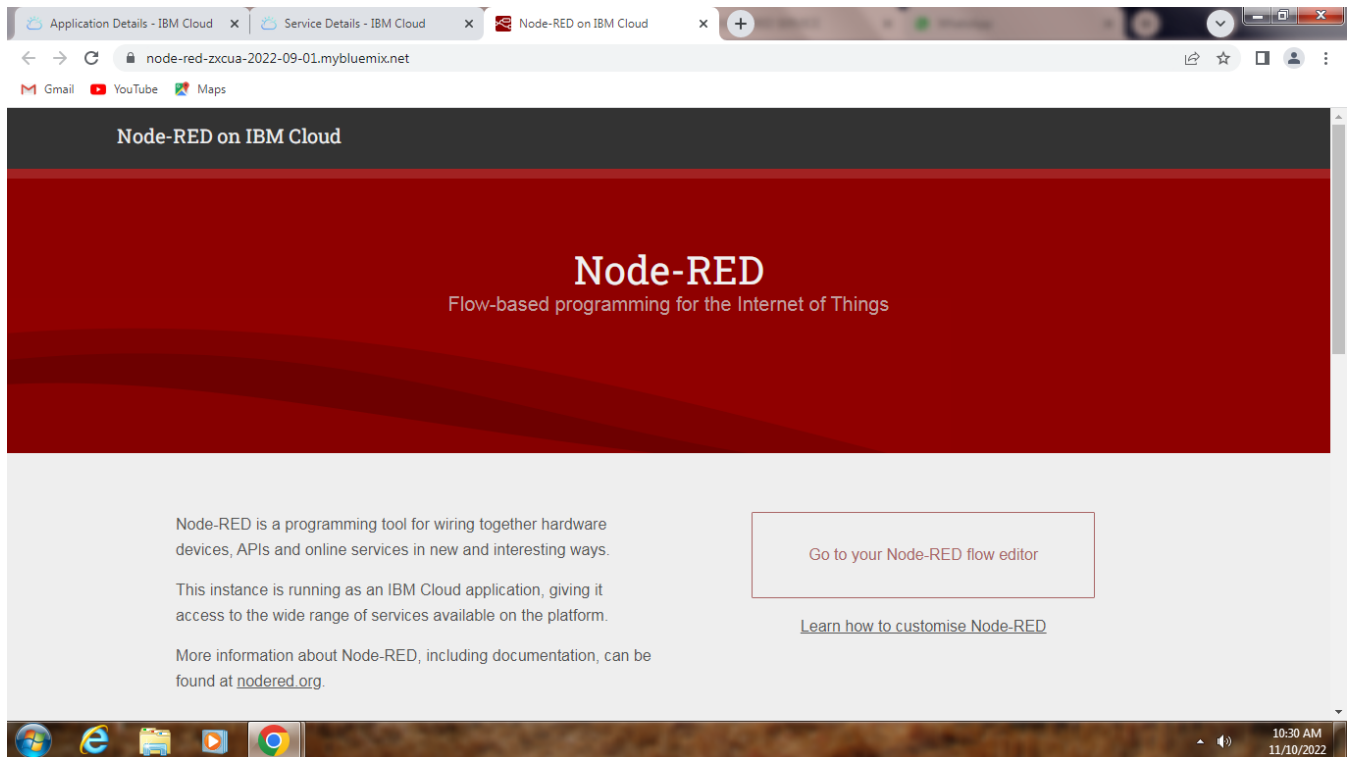 Application Details - IBM Cloud
Service Details - IBM Cloud
Node-RED on IBM Cloud
node-red-zxcua-2022-09-01.mybluemix.net
Gmail
YouTube
Maps
Node-RED on IBM Cloud
Node-RED
Flow-based programming for the Internet of Things
Node-RED is a programming tool for wiring together hardware
devices, APIs and online services in new and interesting ways.
This instance is running as an IBM Cloud application, giving it
access to the wide range of services available on the platform.
More information about Node-RED, including documentation, can be
found at nodered.org.
Go to your Node-RED flow editor
Learn how to customise Node-RED
10:30 AM
11/10/2022